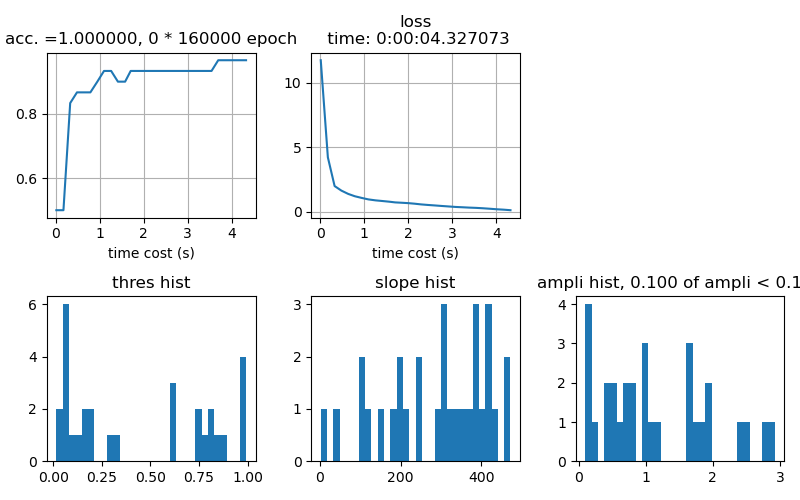 acc. =1.000000, 0 * 160000 epoch
0.8
0.6
0 1 2 3 4
time cost (s)
loss
time: 0:00:04.327073
10
5
0
0 1 2 3 4
time cost (s)
thres hist
6
4
2
0
0.00 0.25 0.50 0.75 1.00
slope hist
3
2
1
0
0 200 400
ampli hist, 0.100 of ampli < 0.1
4
3
2
1
0
0 1 2 3